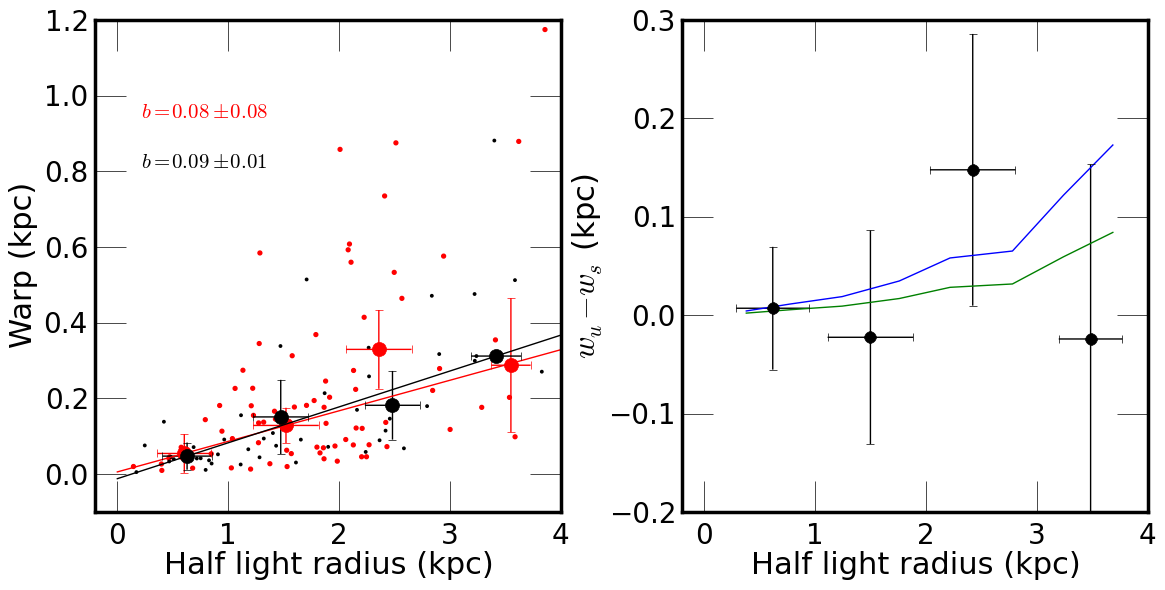 1.2
1.0
0.8
0.6
0.4
0.2
0.0
Warp (kpc)
b=0.08±0.08
b=0.09±0.01
0 1 2 3 4
Half light radius (kpc)
0.3
0.2
0.1
0.0
−0.1
−0.2
w_u − w_s (kpc)
0 1 2 3 4
Half light radius (kpc)